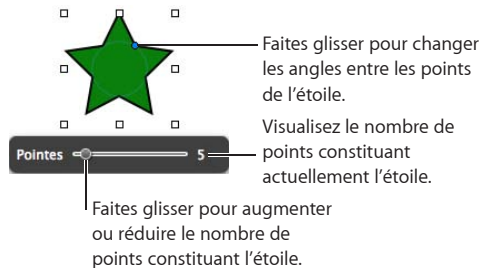 Faites glisser pour changer
les angles entre les points
de l'étoile.
Visualisez le nombre de
points constituant
actuellement l'étoile.
Pointes 5
Faites glisser pour augmenter
ou réduire le nombre de
points constituant l'étoile.